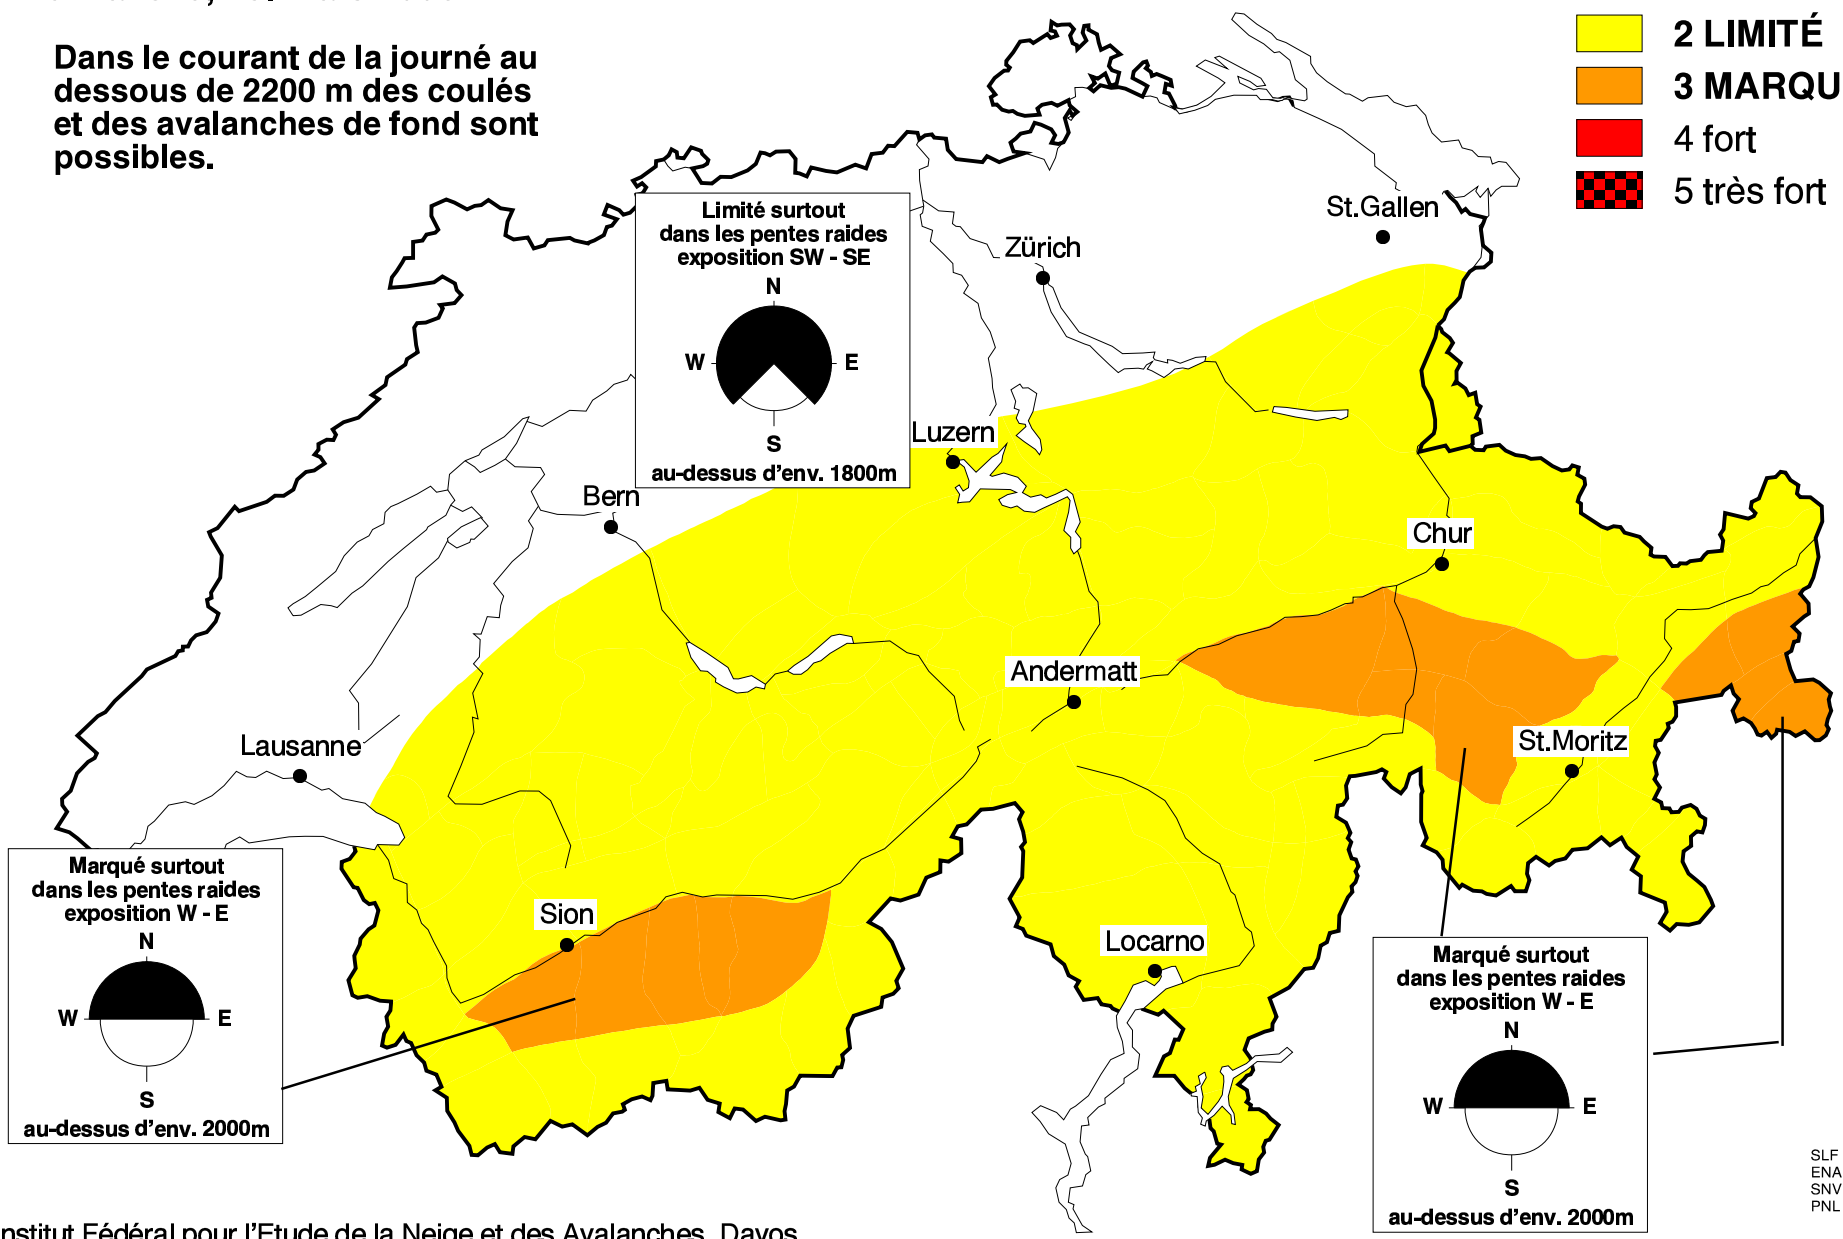 Dans le courant de la journé au
dessous de 2200 m des coulés
et des avalanches de fond sont
possibles.
2 LIMITÉ
3 MARQU
4 fort
5 très fort
Limité surtout
dans les pentes raides
exposition SW - SE
N
W E
S
au-dessus d'env. 1800m
St.Gallen
Zürich
Luzern
Bern
Chur
Andermatt
St.Moritz
Lausanne
Sion
Locarno
Marqué surtout
dans les pentes raides
exposition W - E
N
W E
S
au-dessus d'env. 2000m
Marqué surtout
dans les pentes raides
exposition W - E
N
W E
S
au-dessus d'env. 2000m
SLF
ENA
SNV
PNL
nstitut Fédéral pour l'Etude de la Neige et des Avalanches, Davos